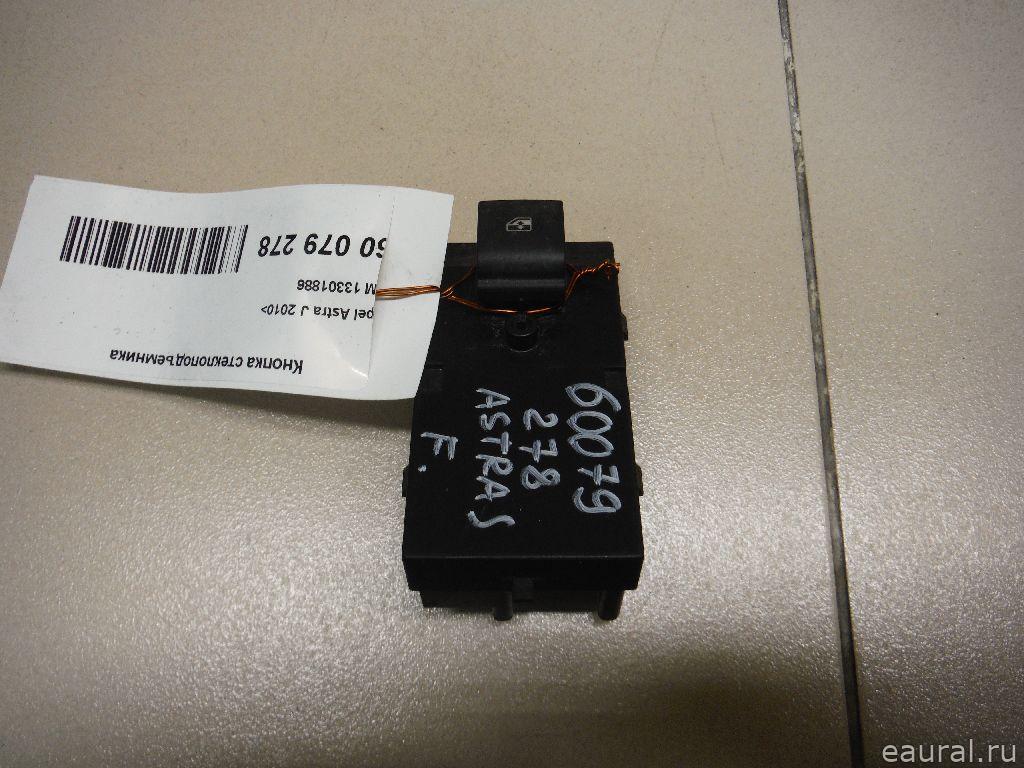 Кнопка стеклоподъемника
pel Astra J 2010>
M 13301886
60 079 278
60079
278
ASTRA J
F.
eaural.ru